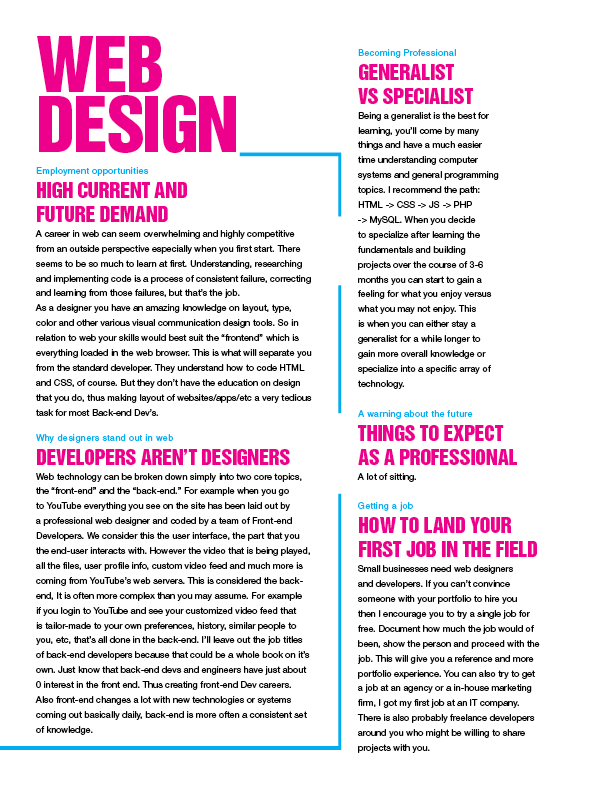 WEB
DESIGN
Employment opportunities
HIGH CURRENT AND
FUTURE DEMAND
A career in web can seem overwhelming and highly competitive
from an outside perspective especially when you first start. There
seems to be so much to learn at first. Understanding, researching
and implementing code is a process of consistent failure, correcting
and learning from those failures, but that's the job.
As a designer you have an amazing knowledge on layout, type,
color and other various visual communication design tools. So in
relation to web your skills would best suit the “frontend” which is
everything loaded in the web browser. This is what will separate you
from the standard developer. They understand how to code HTML
and CSS, of course. But they don't have the education on design
that you do, thus making layout of websites/apps/etc a very tedious
task for most Back-end Dev's.
Why designers stand out in web
DEVELOPERS AREN'T DESIGNERS
Web technology can be broken down simply into two core topics,
the “front-end” and the “back-end.” For example when you go
to YouTube everything you see on the site has been laid out by
a professional web designer and coded by a team of Front-end
Developers. We consider this the user interface, the part that you
the end-user interacts with. However the video that is being played,
all the files, user profile info, custom video feed and much more is
coming from YouTube's web servers. This is considered the back-
end, It is often more complex than you may assume. For example
if you login to YouTube and see your customized video feed that
is tailor-made to your own preferences, history, similar people to
you, etc, that's all done in the back-end. I'll leave out the job titles
of back-end developers because that could be a whole book on it's
own. Just know that back-end devs and engineers have just about
0 interest in the front end. Thus creating front-end Dev careers.
Also front-end changes a lot with new technologies or systems
coming out basically daily, back-end is more often a consistent set
of knowledge.
Becoming Professional
GENERALIST
VS SPECIALIST
Being a generalist is the best for
learning, you'll come by many
things and have a much easier
time understanding computer
systems and general programming
topics. I recommend the path:
HTML -> CSS -> JS -> PHP
-> MySQL. When you decide
to specialize after learning the
fundamentals and building
projects over the course of 3-6
months you can start to gain a
feeling for what you enjoy versus
what you may not enjoy. This
is when you can either stay a
generalist for a while longer to
gain more overall knowledge or
specialize into a specific array of
technology.
A warning about the future
THINGS TO EXPECT
AS A PROFESSIONAL
A lot of sitting.
Getting a job
HOW TO LAND YOUR
FIRST JOB IN THE FIELD
Small businesses need web designers
and developers. If you can't convince
someone with your portfolio to hire you
then I encourage you to try a single job for
free. Document how much the job would of
been, show the person and proceed with the
job. This will give you a reference and more
portfolio experience. You can also try to get
a job at an agency or a in-house marketing
firm, I got my first job at an IT company.
There is also probably freelance developers
around you who might be willing to share
projects with you.